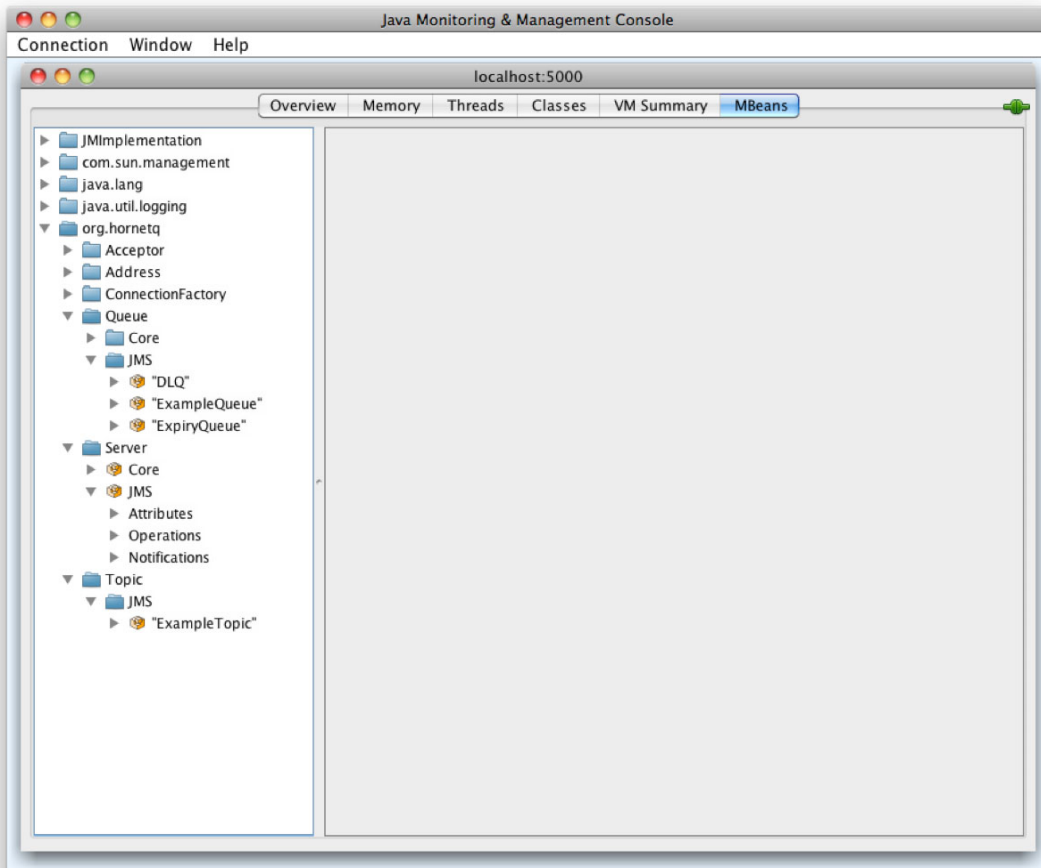 Java Monitoring & Management Console
Connection Window Help
localhost:5000
Overview Memory Threads Classes VM Summary MBeans
JMImplementation
com.sun.management
java.lang
java.util.logging
org.hornetq
Acceptor
Address
ConnectionFactory
Queue
Core
JMS
"DLQ"
"ExampleQueue"
"ExpiryQueue"
Server
Core
JMS
Attributes
Operations
Notifications
Topic
JMS
"ExampleTopic"